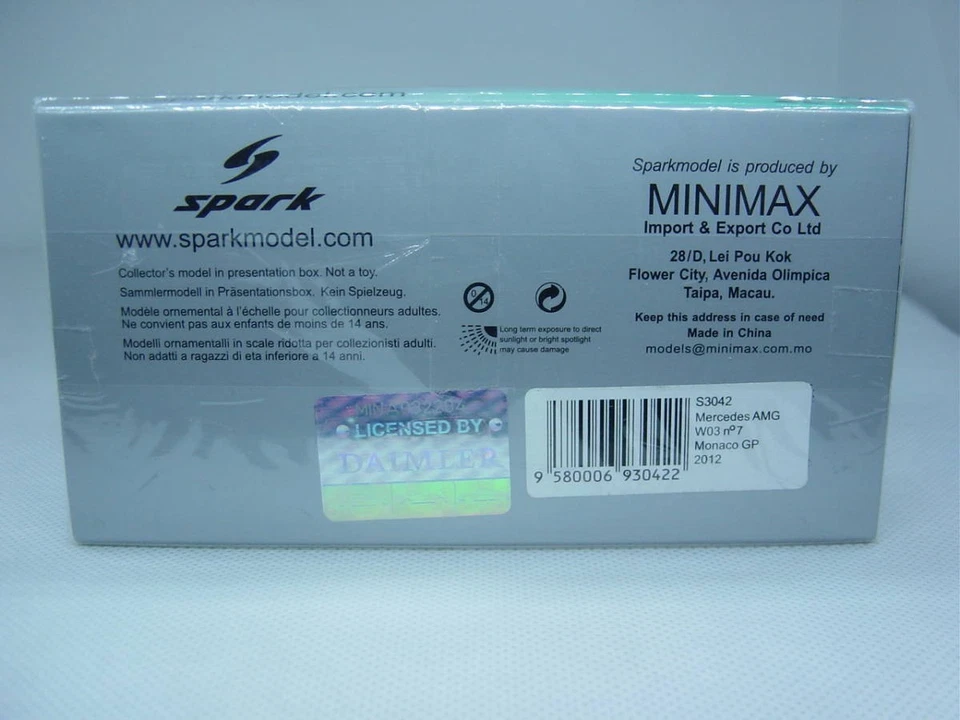 spark
www.sparkmodel.com
Collector's model in presentation box. Not a toy.
Sammlermodell in Präsentationsbox. Kein Spielzeug.
Modèle ornemental à l'échelle pour collectionneurs adultes.
Ne convient pas aux enfants de moins de 14 ans.
Modelli ornamentalli in scale ridotta per collezionisti adulti.
Non adatti a ragazzi di eta inferiore a 14 anni.
0/14
Long term exposure to direct
sunlight or bright spotlight
may cause damage
Sparkmodel is produced by
MINIMAX
Import & Export Co Ltd
28/D, Lei Pou Kok
Flower City, Avenida Olimpica
Taipa, Macau.
Keep this address in case of need
Made in China
models@minimax.com.mo
LICENSED BY
DAIMLER
S3042
Mercedes AMG
W03 nº7
Monaco GP
2012
9 580006 930422